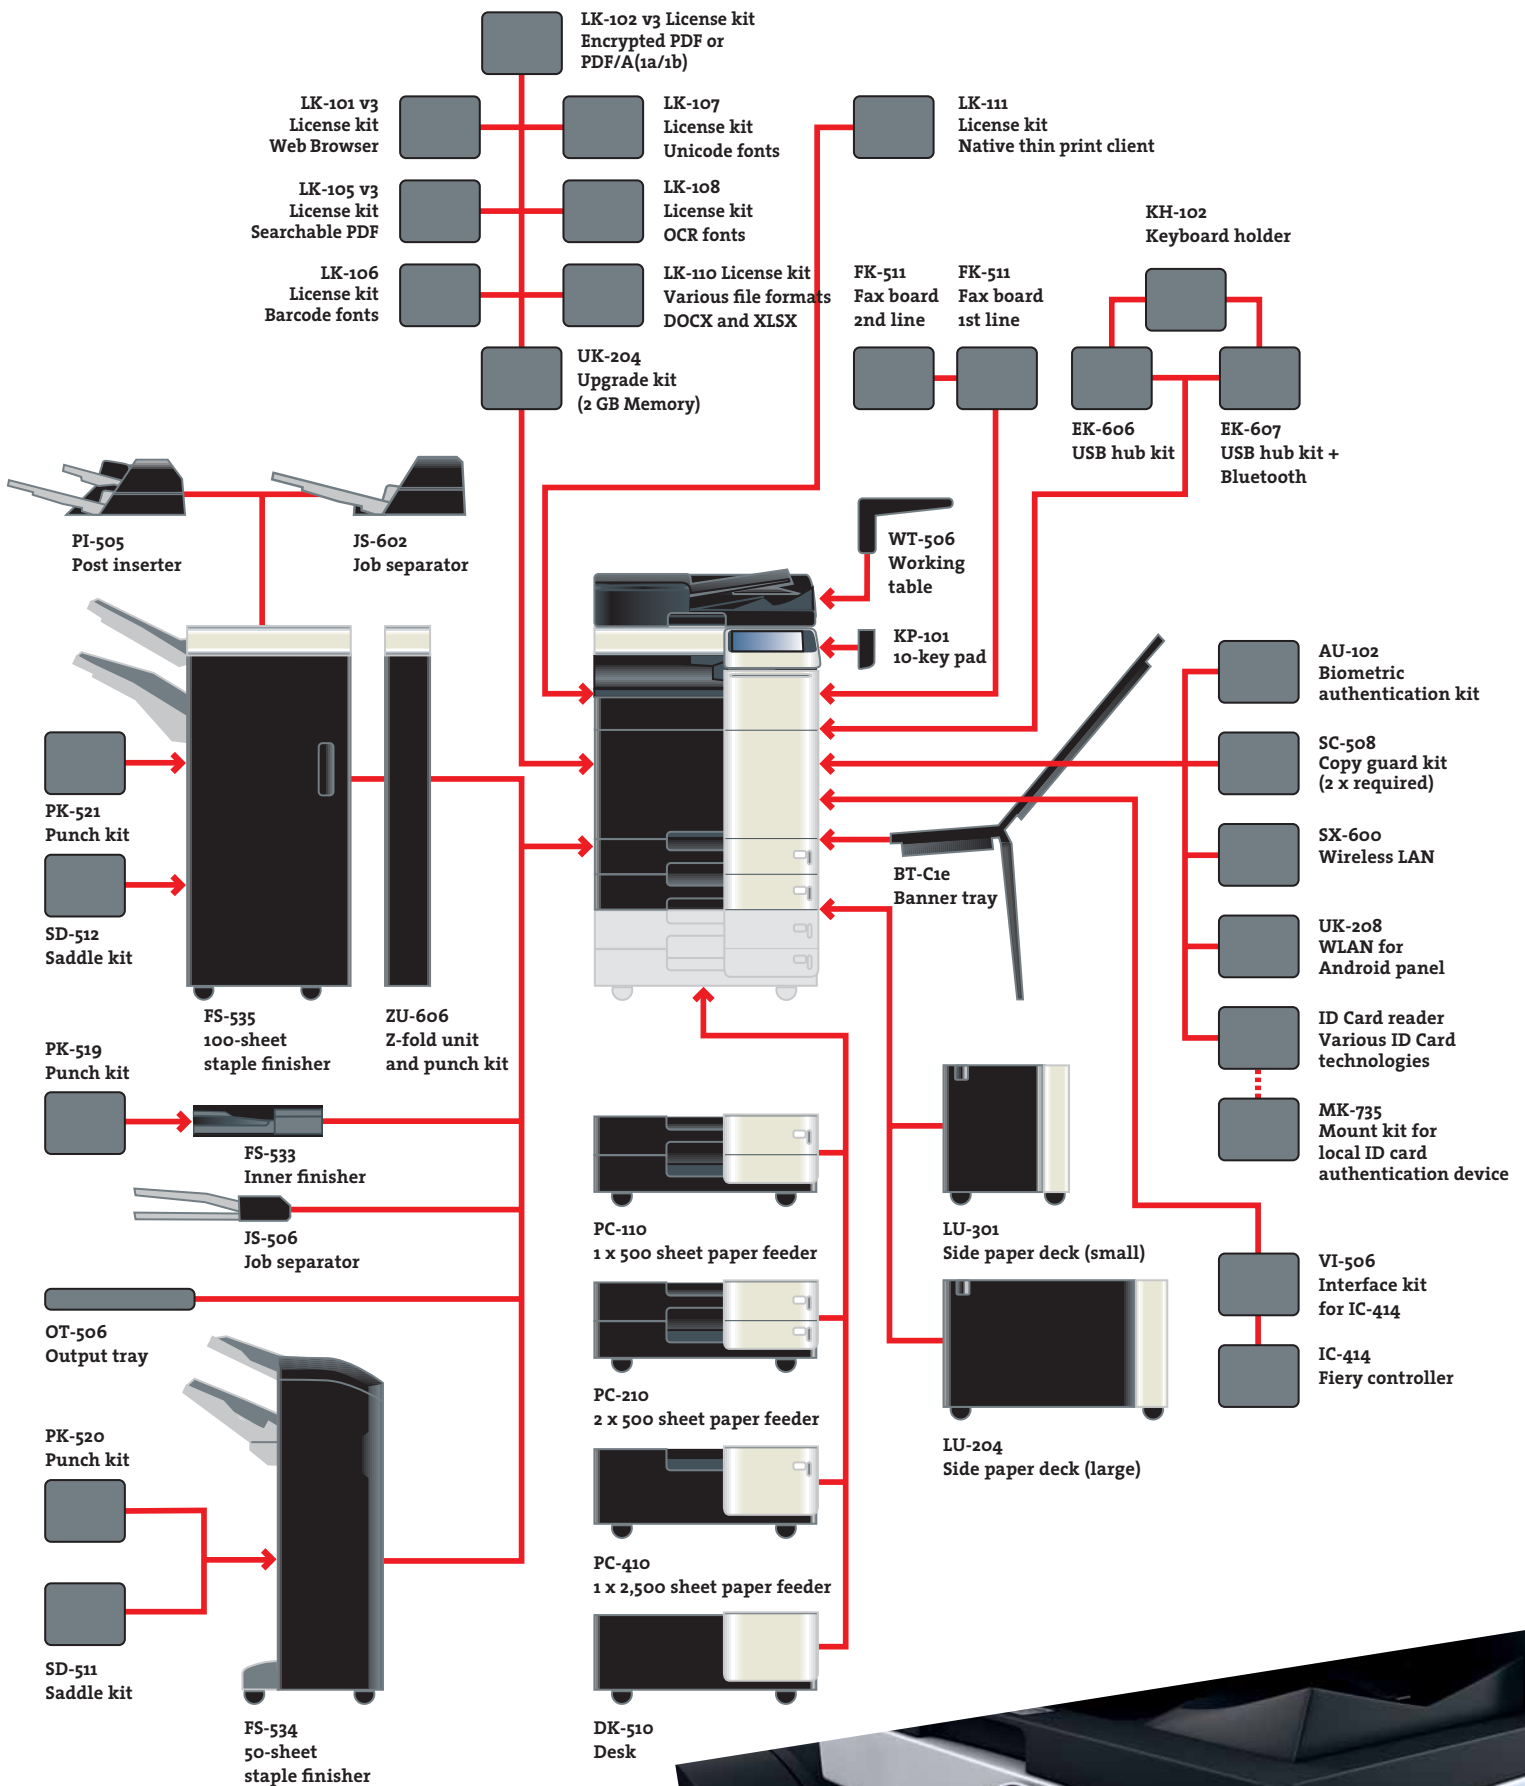 LK-102 v3 License kit
Encrypted PDF or
PDF/A(1a/1b)
LK-101 v3
License kit
Web Browser
LK-107
License kit
Unicode fonts
LK-111
License kit
Native thin print client
LK-105 v3
License kit
Searchable PDF
LK-108
License kit
OCR fonts
KH-102
Keyboard holder
LK-106
License kit
Barcode fonts
LK-110 License kit
Various file formats
DOCX and XLSX
FK-511
Fax board
2nd line
FK-511
Fax board
1st line
UK-204
Upgrade kit
(2 GB Memory)
EK-606
USB hub kit
EK-607
USB hub kit +
Bluetooth
PI-505
Post inserter
JS-602
Job separator
WT-506
Working
table
KP-101
10-key pad
AU-102
Biometric
authentication kit
SC-508
Copy guard kit
(2 x required)
PK-521
Punch kit
SX-600
Wireless LAN
BT-C1e
Banner tray
SD-512
Saddle kit
UK-208
WLAN for
Android panel
FS-535
100-sheet
staple finisher
ZU-606
Z-fold unit
and punch kit
ID Card reader
Various ID Card
technologies
PK-519
Punch kit
MK-735
Mount kit for
local ID card
authentication device
FS-533
Inner finisher
JS-506
Job separator
PC-110
1 x 500 sheet paper feeder
LU-301
Side paper deck (small)
VI-506
Interface kit
for IC-414
OT-506
Output tray
IC-414
Fiery controller
PC-210
2 x 500 sheet paper feeder
PK-520
Punch kit
LU-204
Side paper deck (large)
PC-410
1 x 2,500 sheet paper feeder
SD-511
Saddle kit
FS-534
50-sheet
staple finisher
DK-510
Desk